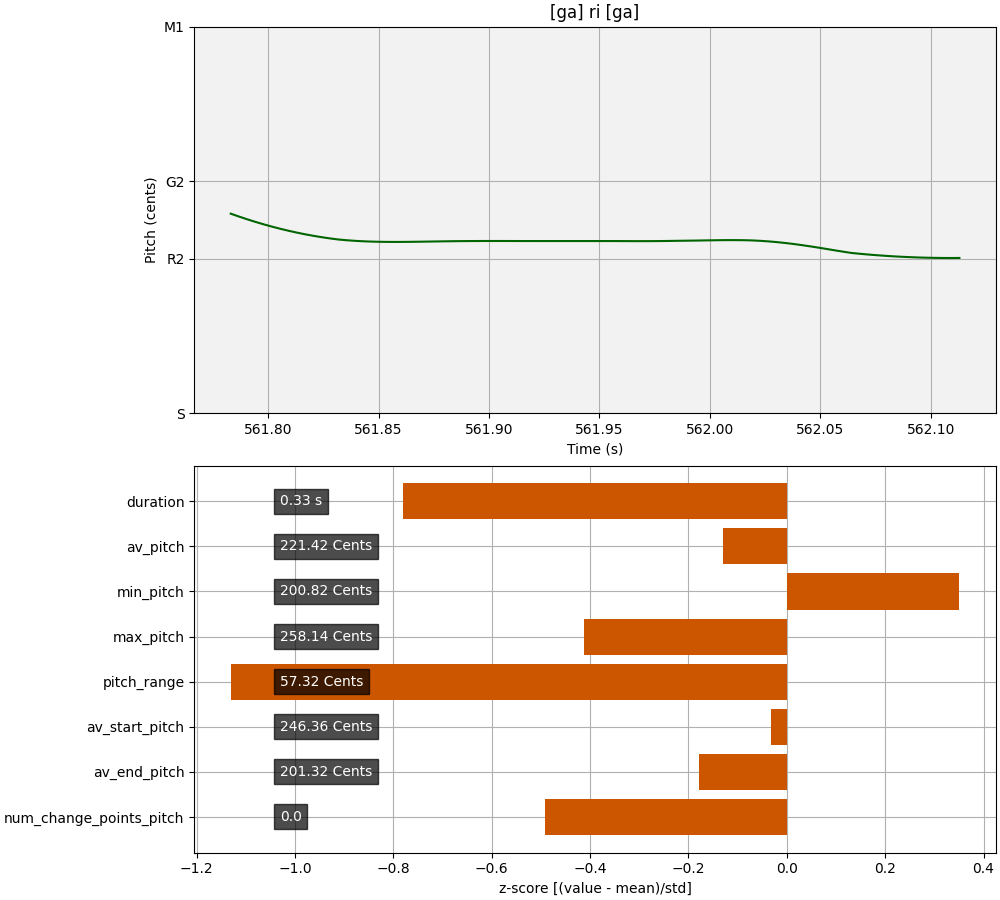 [ga] ri [ga]
M1
G2
R2
S
Pitch (cents)
561.80 561.85 561.90 561.95 562.00 562.05 562.10
Time (s)
duration 0.33 s
av_pitch 221.42 Cents
min_pitch 200.82 Cents
max_pitch 258.14 Cents
pitch_range 57.32 Cents
av_start_pitch 246.36 Cents
av_end_pitch 201.32 Cents
num_change_points_pitch 0.0
−1.2 −1.0 −0.8 −0.6 −0.4 −0.2 0.0 0.2 0.4
z-score [(value - mean)/std]